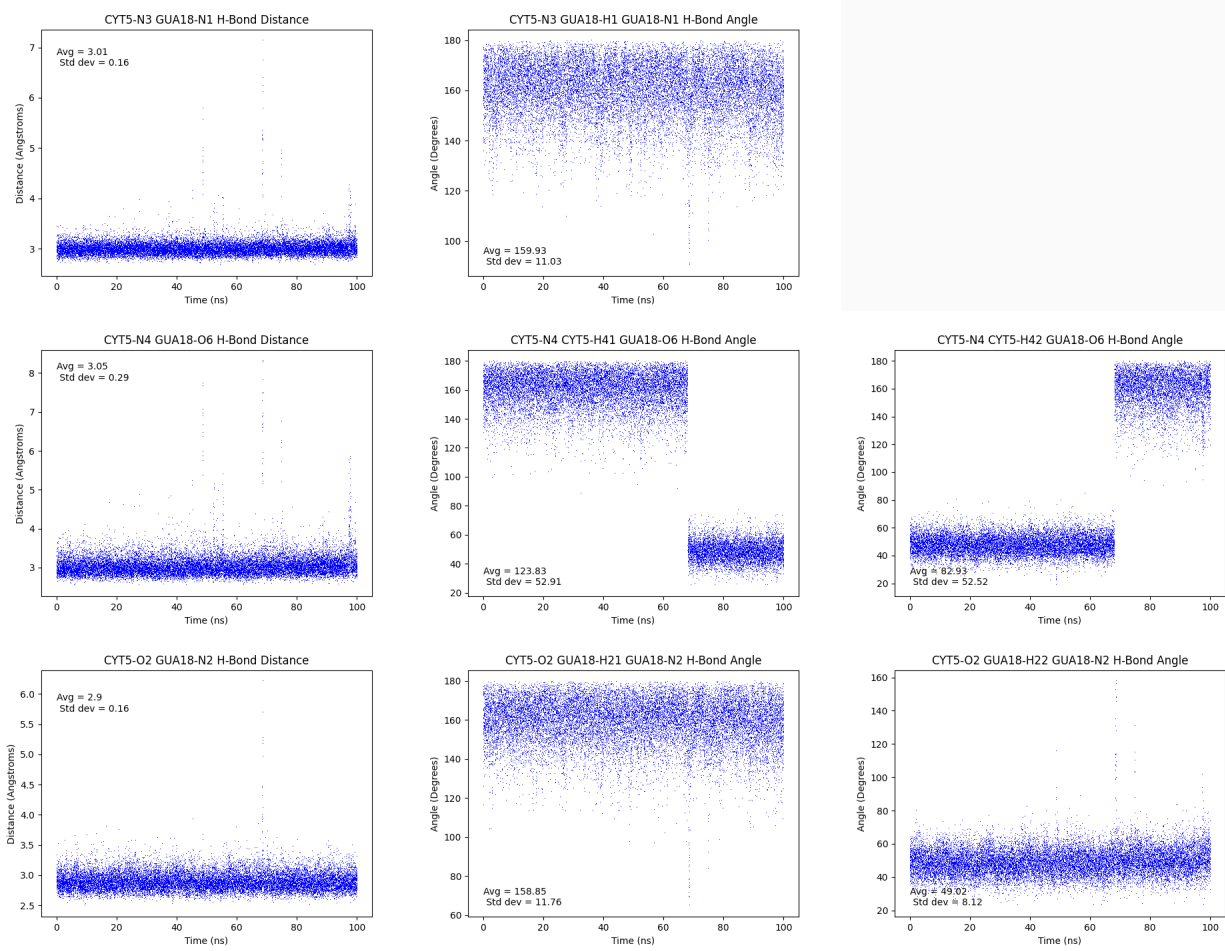 CYT5-N3 GUA18-N1 H-Bond Distance
Avg = 3.01
Std dev = 0.16
7
6
5
4
3
Distance (Angstroms)
0 20 40 60 80 100
Time (ns)
CYT5-N3 GUA18-H1 GUA18-N1 H-Bond Angle
180
160
140
120
100
Angle (Degrees)
Avg = 159.93
Std dev = 11.03
0 20 40 60 80 100
Time (ns)
CYT5-N4 GUA18-O6 H-Bond Distance
Avg = 3.05
Std dev = 0.29
8
7
6
5
4
3
Distance (Angstroms)
0 20 40 60 80 100
Time (ns)
CYT5-N4 CYT5-H41 GUA18-O6 H-Bond Angle
180
160
140
120
100
80
60
40
20
Angle (Degrees)
Avg = 123.83
Std dev = 52.91
0 20 40 60 80 100
Time (ns)
CYT5-N4 CYT5-H42 GUA18-O6 H-Bond Angle
180
160
140
120
100
80
60
40
20
Angle (Degrees)
Avg = 82.93
Std dev = 52.52
0 20 40 60 80 100
Time (ns)
CYT5-O2 GUA18-N2 H-Bond Distance
Avg = 2.9
Std dev = 0.16
6.0
5.5
5.0
4.5
4.0
3.5
3.0
2.5
Distance (Angstroms)
0 20 40 60 80 100
Time (ns)
CYT5-O2 GUA18-H21 GUA18-N2 H-Bond Angle
180
160
140
120
100
80
60
Angle (Degrees)
Avg = 158.85
Std dev = 11.76
0 20 40 60 80 100
Time (ns)
CYT5-O2 GUA18-H22 GUA18-N2 H-Bond Angle
160
140
120
100
80
60
40
20
Angle (Degrees)
Avg = 49.02
Std dev = 8.12
0 20 40 60 80 100
Time (ns)